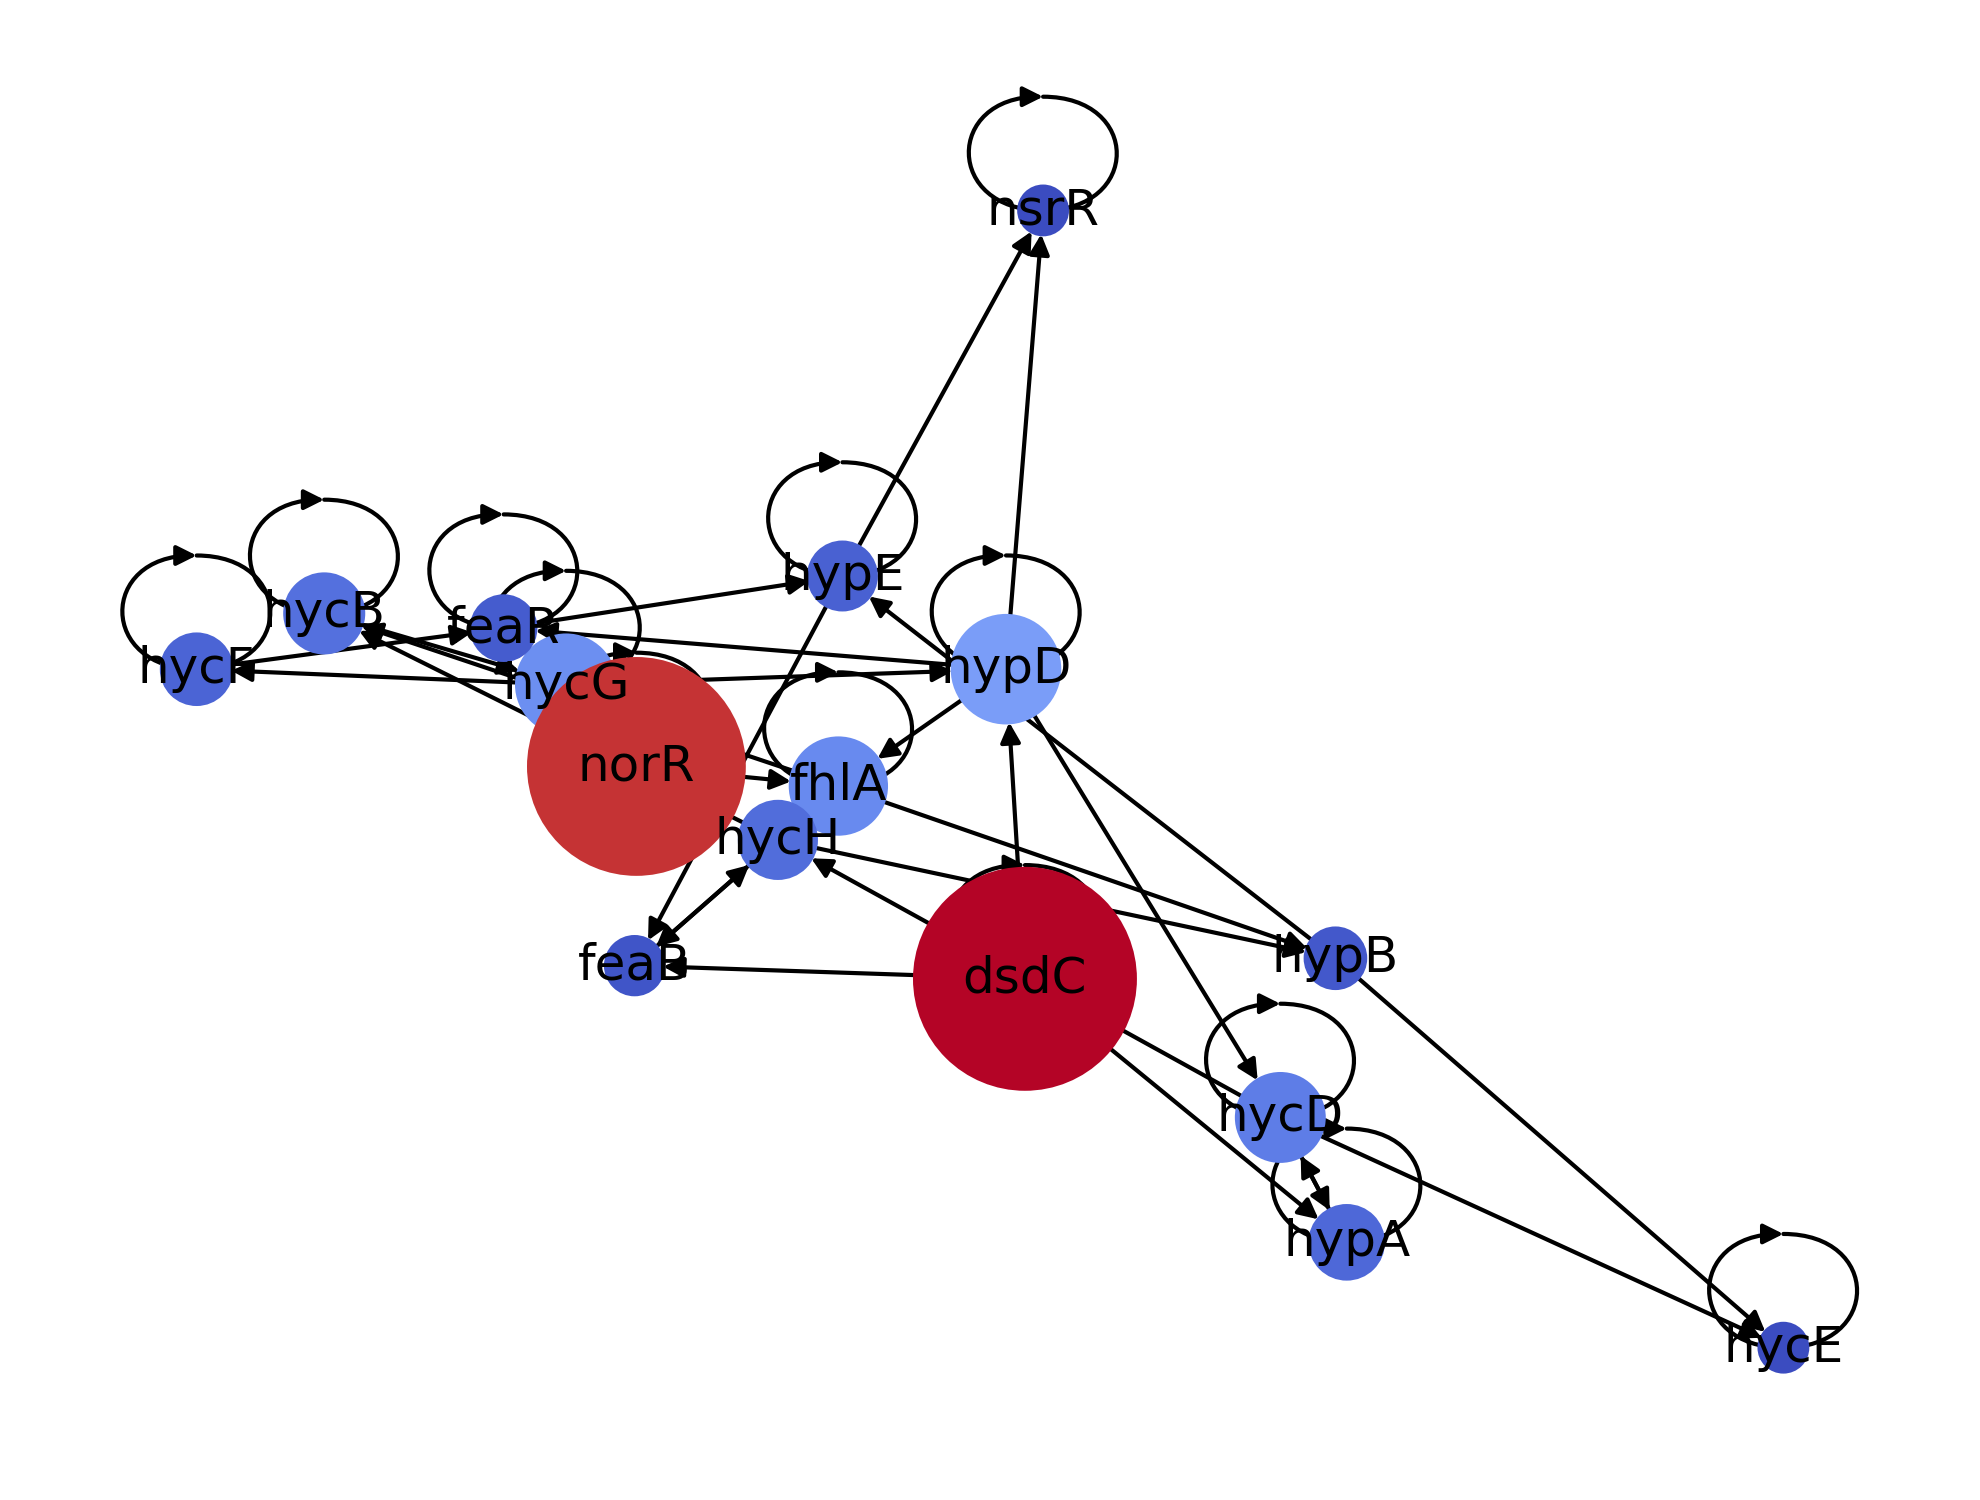 nsrR
hypE
hycB
feaR
hycF
hypD
hycG
norR
fhlA
hycH
feaB
dsdC
hypB
hycD
hypA
hycE